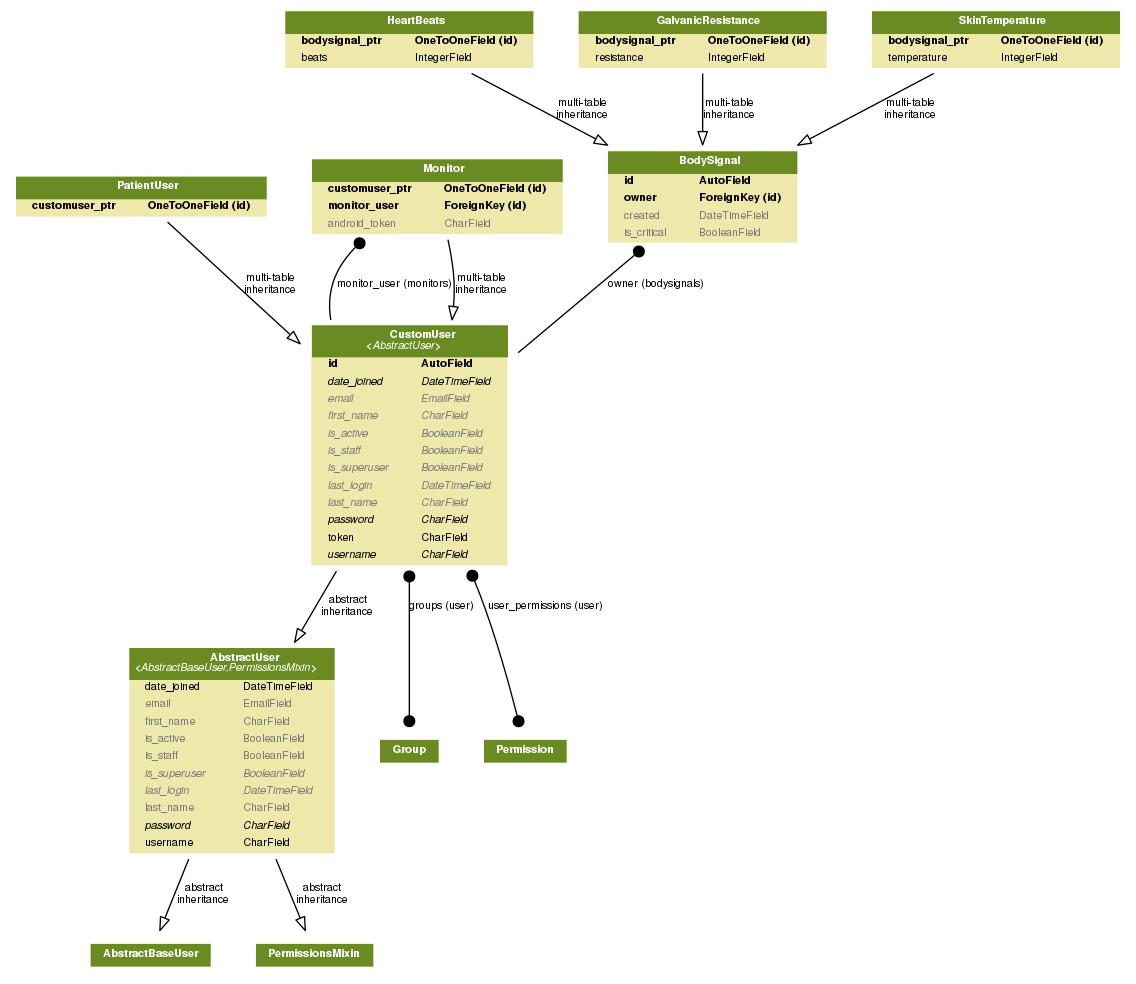 HeartBeats
bodysignal_ptr OneToOneField (id)
beats IntegerField
GalvanicResistance
bodysignal_ptr OneToOneField (id)
resistance IntegerField
SkinTemperature
bodysignal_ptr OneToOneField (id)
temperature IntegerField
multi-table
inheritance
multi-table
inheritance
multi-table
inheritance
PatientUser
customuser_ptr OneToOneField (id)
Monitor
customuser_ptr OneToOneField (id)
monitor_user ForeignKey (id)
android_token CharField
BodySignal
id AutoField
owner ForeignKey (id)
created DateTimeField
is_critical BooleanField
multi-table
inheritance
monitor_user (monitors)
multi-table
inheritance
owner (bodysignals)
CustomUser
<AbstractUser>
id AutoField
date_joined DateTimeField
email EmailField
first_name CharField
is_active BooleanField
is_staff BooleanField
is_superuser BooleanField
last_login DateTimeField
last_name CharField
password CharField
token CharField
username CharField
abstract
inheritance
groups (user)
user_permissions (user)
AbstractUser
<AbstractBaseUser,PermissionsMixin>
date_joined DateTimeField
email EmailField
first_name CharField
is_active BooleanField
is_staff BooleanField
is_superuser BooleanField
last_login DateTimeField
last_name CharField
password CharField
username CharField
Group
Permission
abstract
inheritance
abstract
inheritance
AbstractBaseUser
PermissionsMixin